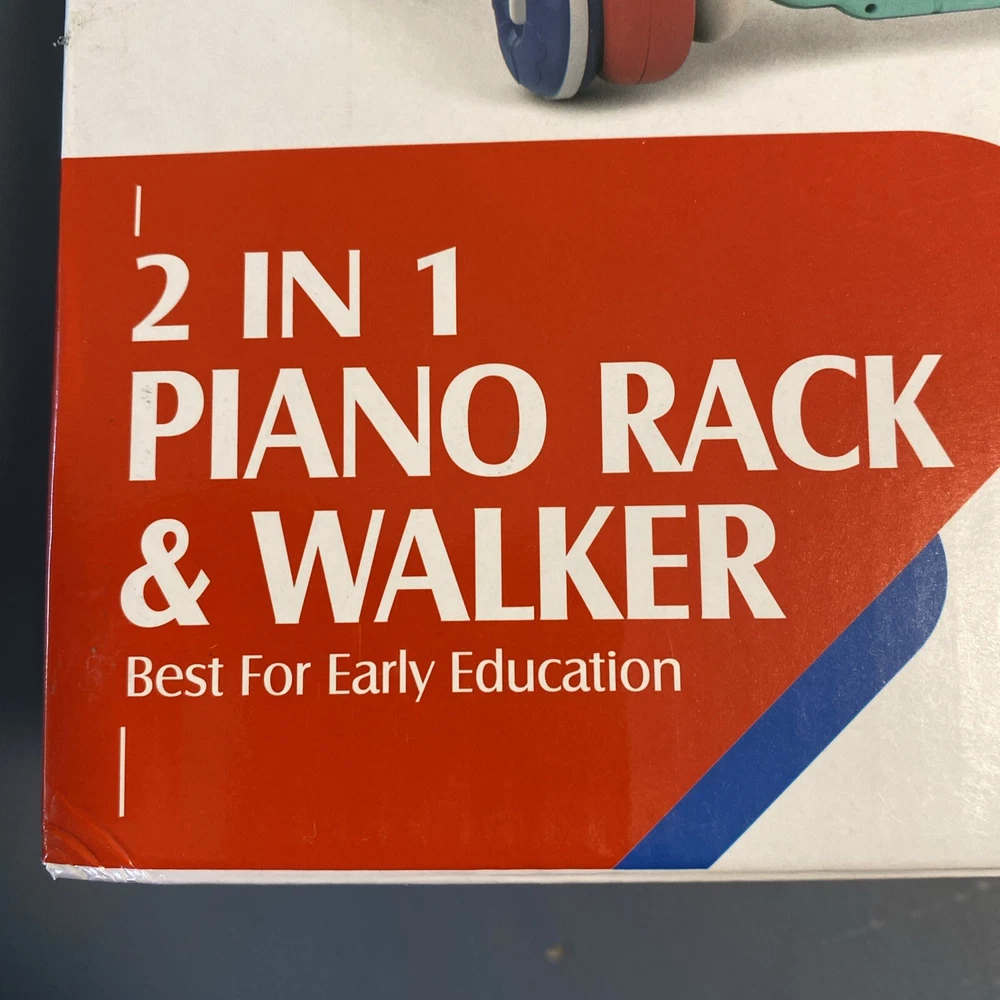 2 IN 1
PIANO RACK
& WALKER
Best For Early Education